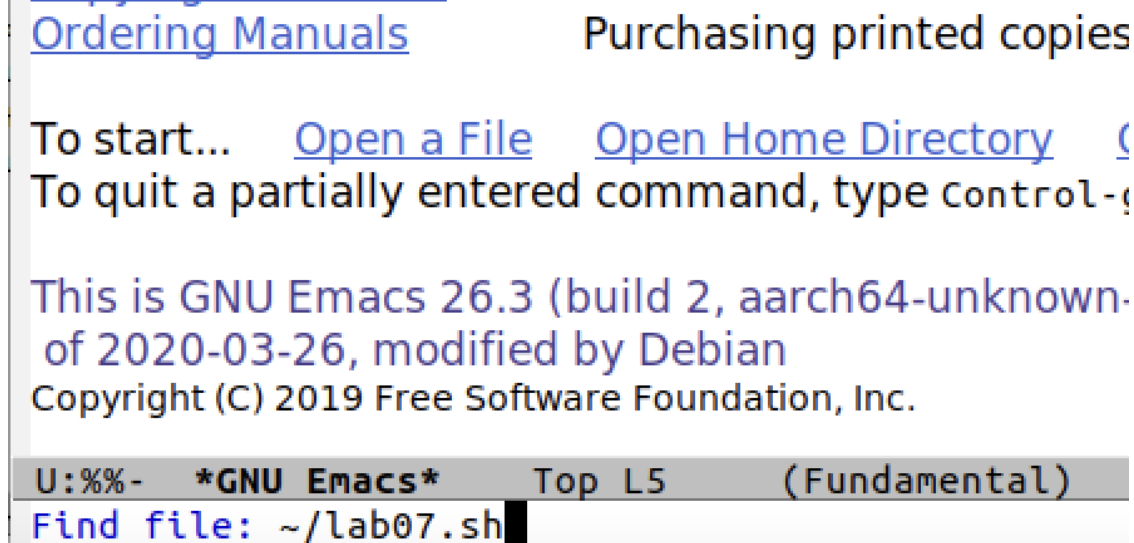 Ordering Manuals Purchasing printed copies
To start... Open a File Open Home Directory
To quit a partially entered command, type Control-g
This is GNU Emacs 26.3 (build 2, aarch64-unknown-
of 2020-03-26, modified by Debian
Copyright (C) 2019 Free Software Foundation, Inc.
U:%%- *GNU Emacs* Top L5 (Fundamental)
Find file: ~/lab07.sh